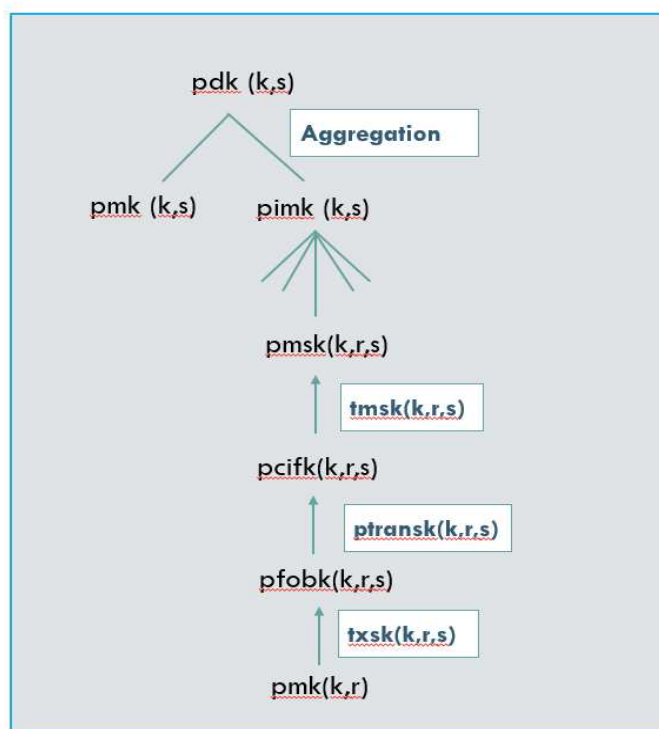 pdk (k,s)
Aggregation
pmk (k,s) pimk (k,s)
pmsk(k,r,s)
tmsk(k,r,s)
pcifk(k,r,s)
ptransk(k,r,s)
pfobk(k,r,s)
txsk(k,r,s)
pmk(k,r)